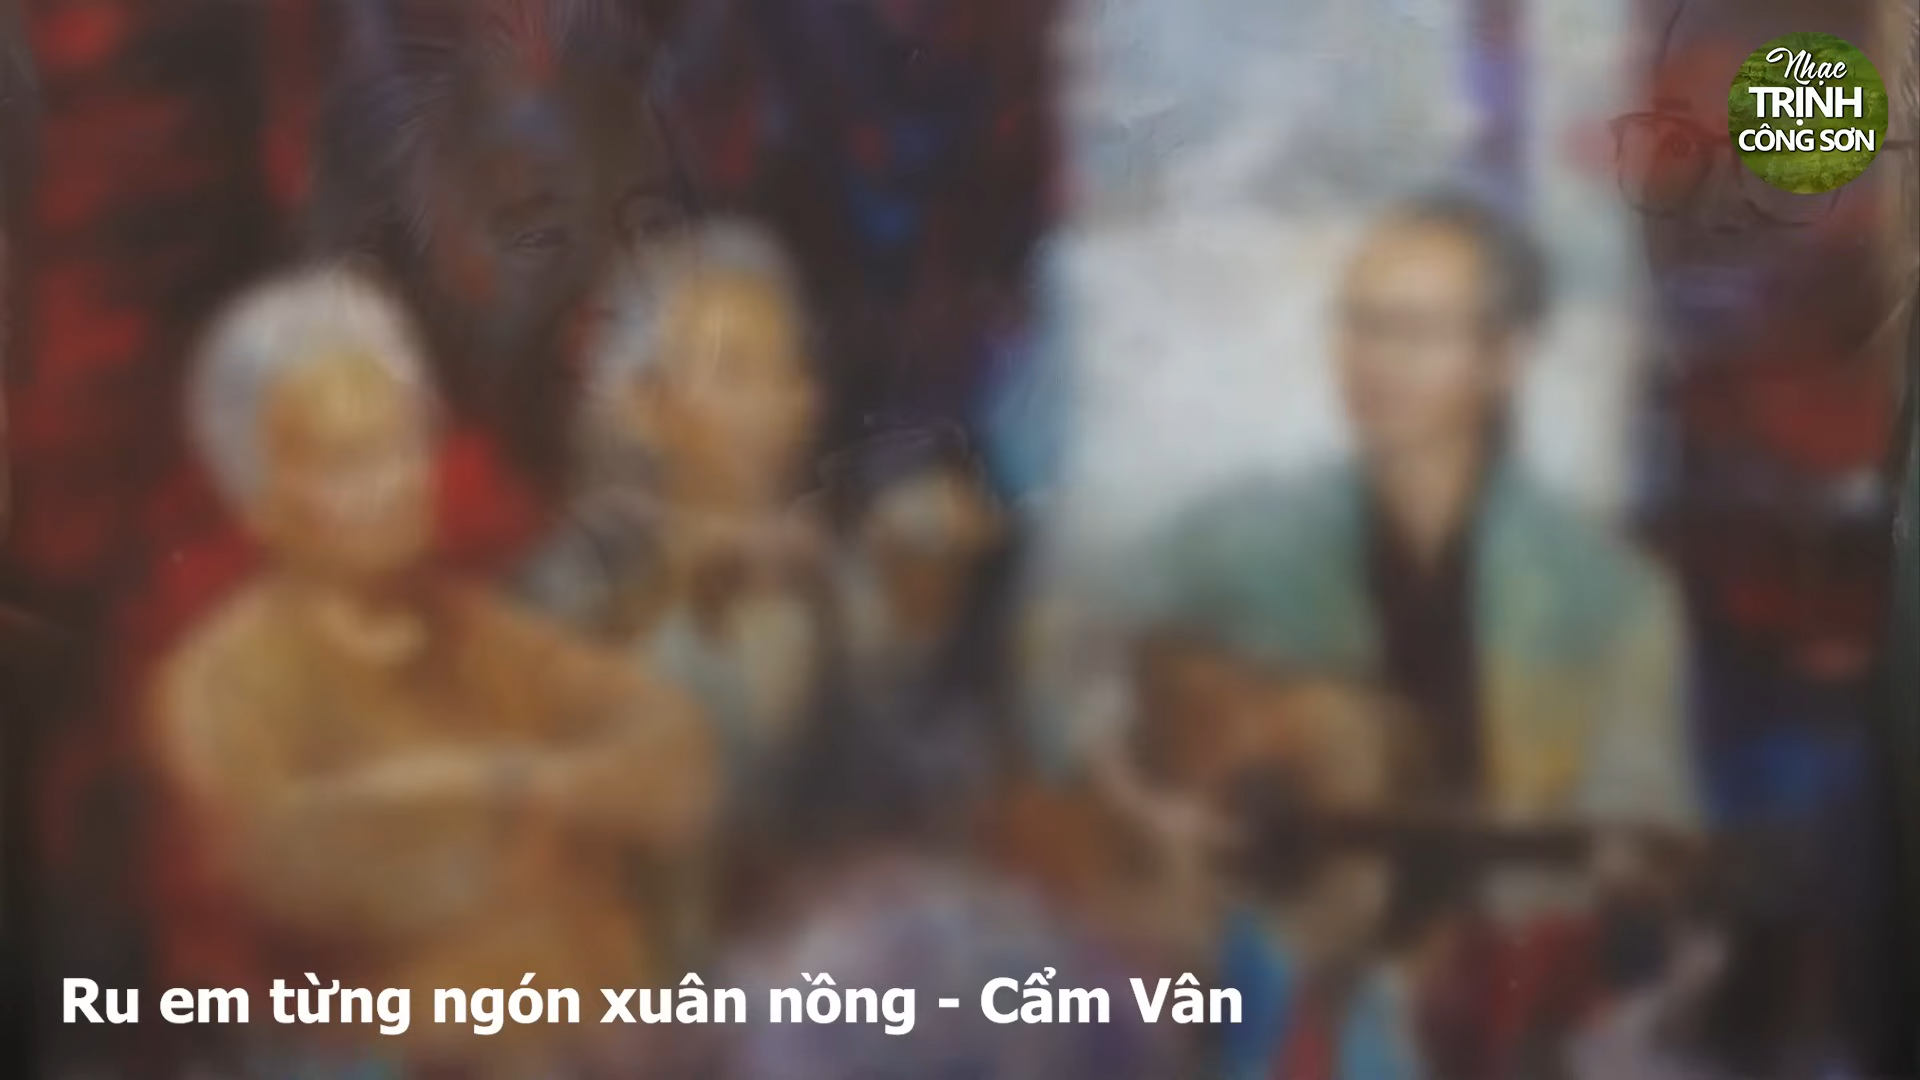 Nhạc
TRỊNH
CÔNG SƠN
Ru em từng ngón xuân nồng - Cẩm Vân